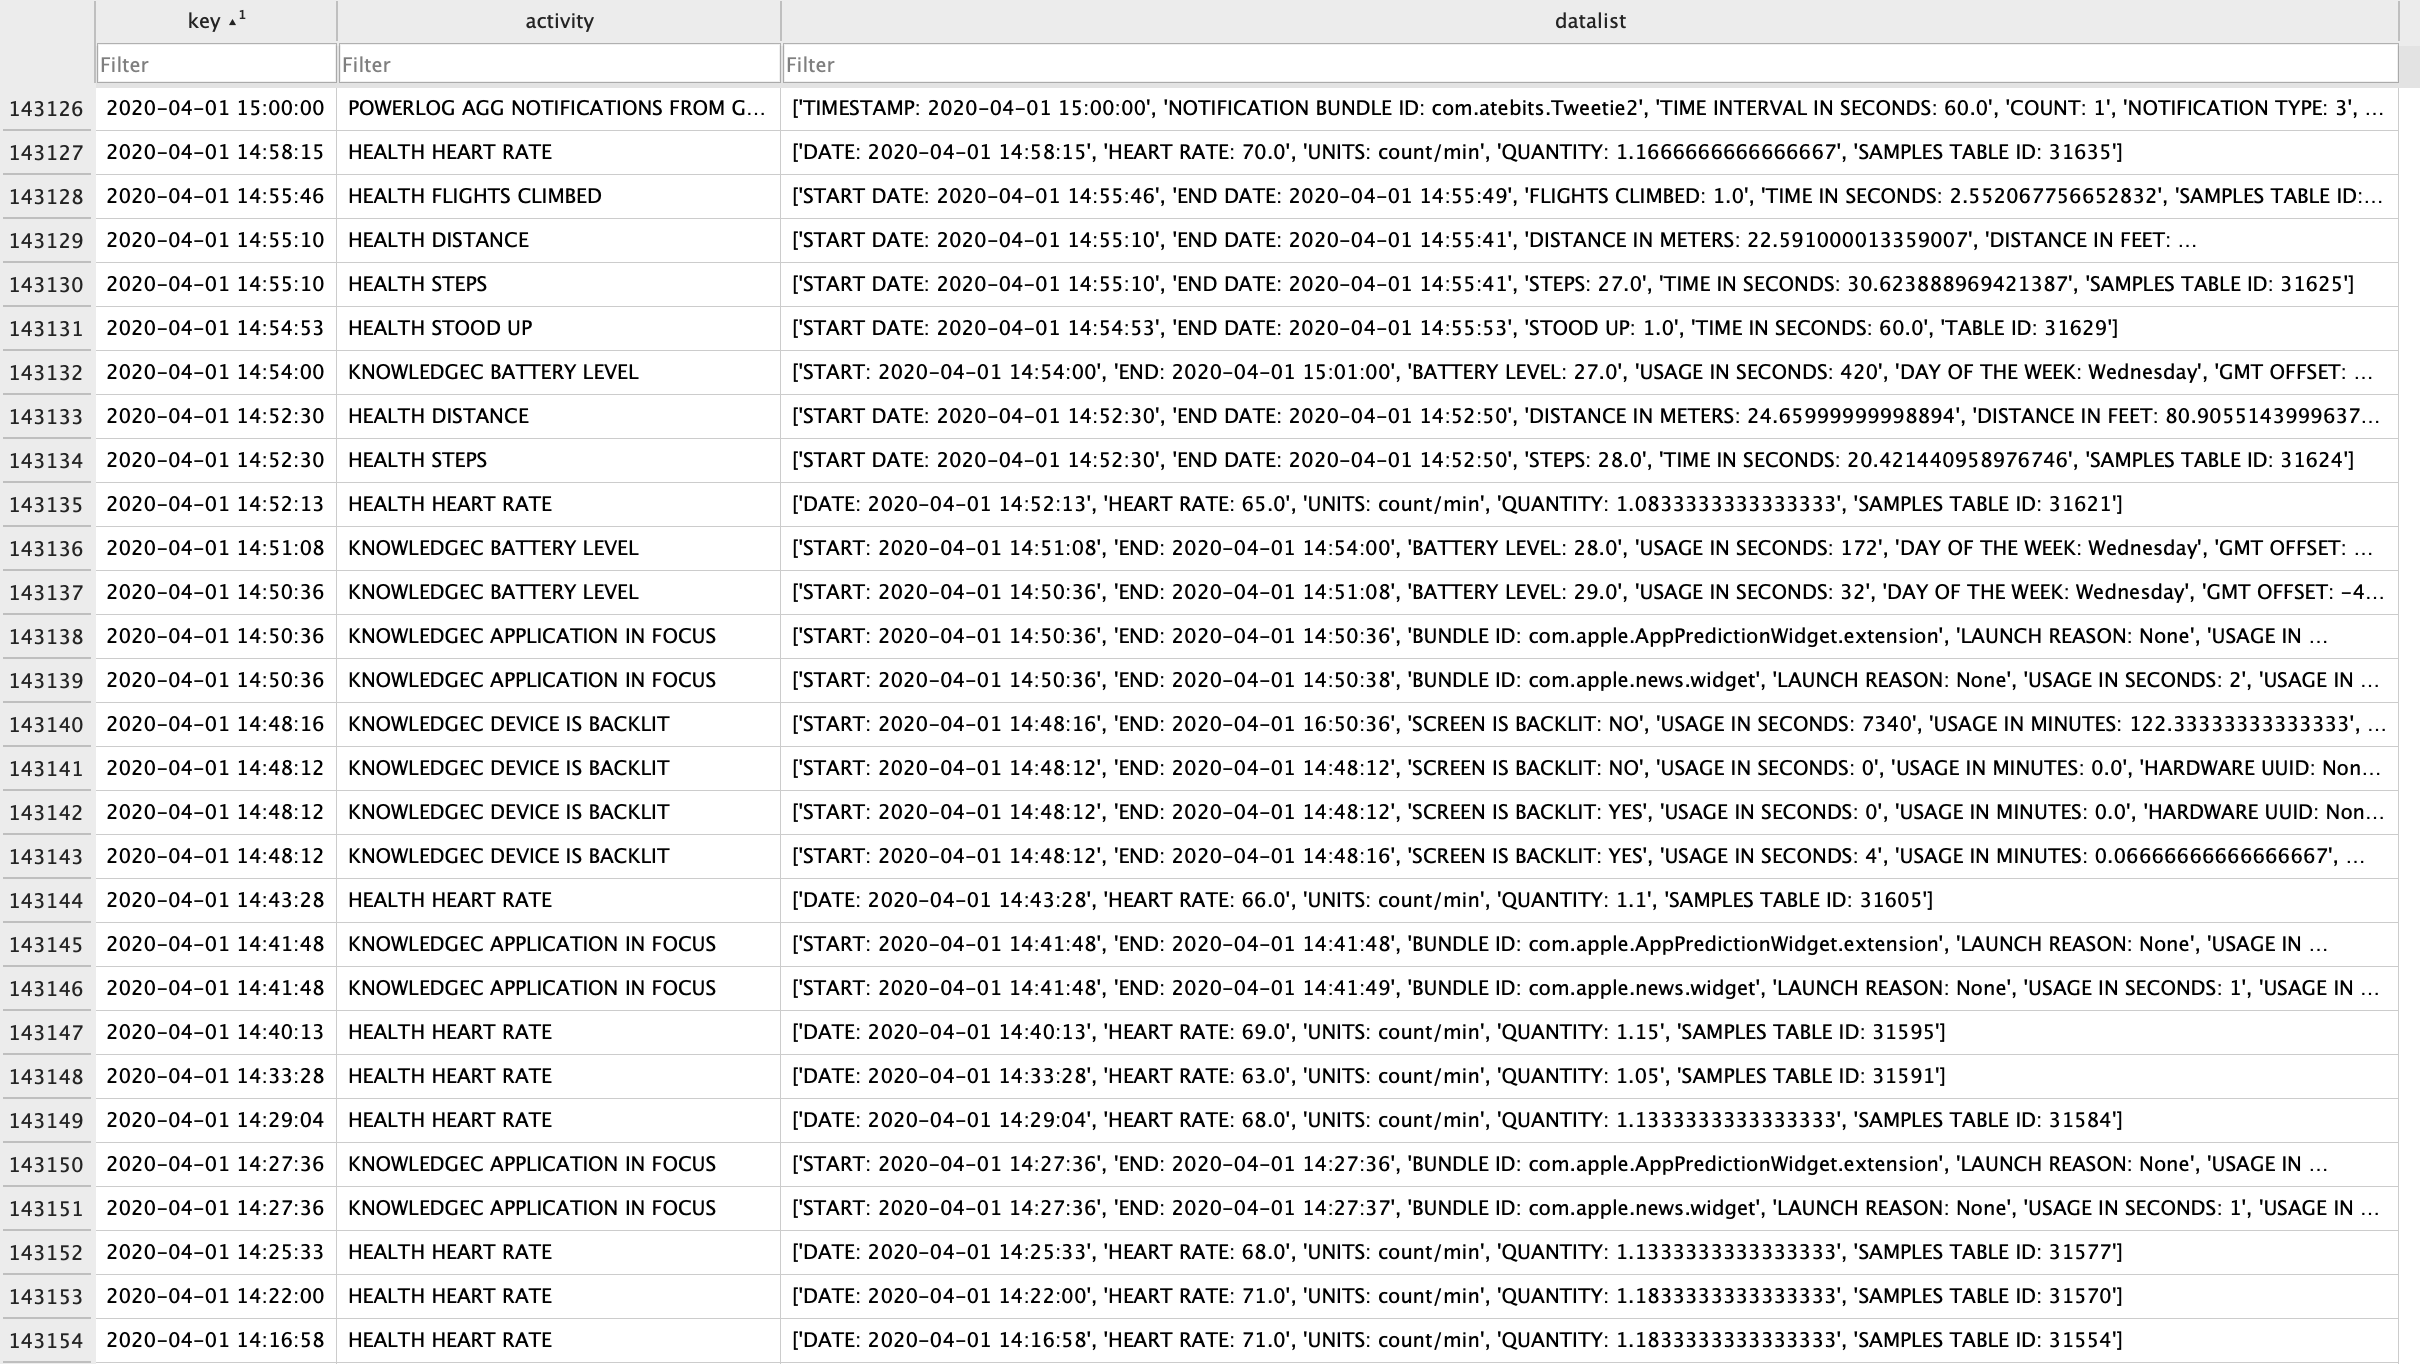 key ▴1 activity datalist
Filter Filter Filter
143126 2020-04-01 15:00:00 POWERLOG AGG NOTIFICATIONS FROM G... ['TIMESTAMP: 2020-04-01 15:00:00', 'NOTIFICATION BUNDLE ID: com.atebits.Tweetie2', 'TIME INTERVAL IN SECONDS: 60.0', 'COUNT: 1', 'NOTIFICATION TYPE: 3', ...
143127 2020-04-01 14:58:15 HEALTH HEART RATE ['DATE: 2020-04-01 14:58:15', 'HEART RATE: 70.0', 'UNITS: count/min', 'QUANTITY: 1.1666666666666667', 'SAMPLES TABLE ID: 31635']
143128 2020-04-01 14:55:46 HEALTH FLIGHTS CLIMBED ['START DATE: 2020-04-01 14:55:46', 'END DATE: 2020-04-01 14:55:49', 'FLIGHTS CLIMBED: 1.0', 'TIME IN SECONDS: 2.552067756652832', 'SAMPLES TABLE ID:...
143129 2020-04-01 14:55:10 HEALTH DISTANCE ['START DATE: 2020-04-01 14:55:10', 'END DATE: 2020-04-01 14:55:41', 'DISTANCE IN METERS: 22.591000013359007', 'DISTANCE IN FEET: ...
143130 2020-04-01 14:55:10 HEALTH STEPS ['START DATE: 2020-04-01 14:55:10', 'END DATE: 2020-04-01 14:55:41', 'STEPS: 27.0', 'TIME IN SECONDS: 30.623888969421387', 'SAMPLES TABLE ID: 31625']
143131 2020-04-01 14:54:53 HEALTH STOOD UP ['START DATE: 2020-04-01 14:54:53', 'END DATE: 2020-04-01 14:55:53', 'STOOD UP: 1.0', 'TIME IN SECONDS: 60.0', 'TABLE ID: 31629']
143132 2020-04-01 14:54:00 KNOWLEDGEC BATTERY LEVEL ['START: 2020-04-01 14:54:00', 'END: 2020-04-01 15:01:00', 'BATTERY LEVEL: 27.0', 'USAGE IN SECONDS: 420', 'DAY OF THE WEEK: Wednesday', 'GMT OFFSET: ...
143133 2020-04-01 14:52:30 HEALTH DISTANCE ['START DATE: 2020-04-01 14:52:30', 'END DATE: 2020-04-01 14:52:50', 'DISTANCE IN METERS: 24.65999999998894', 'DISTANCE IN FEET: 80.9055143999637...
143134 2020-04-01 14:52:30 HEALTH STEPS ['START DATE: 2020-04-01 14:52:30', 'END DATE: 2020-04-01 14:52:50', 'STEPS: 28.0', 'TIME IN SECONDS: 20.421440958976746', 'SAMPLES TABLE ID: 31624']
143135 2020-04-01 14:52:13 HEALTH HEART RATE ['DATE: 2020-04-01 14:52:13', 'HEART RATE: 65.0', 'UNITS: count/min', 'QUANTITY: 1.0833333333333333', 'SAMPLES TABLE ID: 31621']
143136 2020-04-01 14:51:08 KNOWLEDGEC BATTERY LEVEL ['START: 2020-04-01 14:51:08', 'END: 2020-04-01 14:54:00', 'BATTERY LEVEL: 28.0', 'USAGE IN SECONDS: 172', 'DAY OF THE WEEK: Wednesday', 'GMT OFFSET: ...
143137 2020-04-01 14:50:36 KNOWLEDGEC BATTERY LEVEL ['START: 2020-04-01 14:50:36', 'END: 2020-04-01 14:51:08', 'BATTERY LEVEL: 29.0', 'USAGE IN SECONDS: 32', 'DAY OF THE WEEK: Wednesday', 'GMT OFFSET: -4...
143138 2020-04-01 14:50:36 KNOWLEDGEC APPLICATION IN FOCUS ['START: 2020-04-01 14:50:36', 'END: 2020-04-01 14:50:36', 'BUNDLE ID: com.apple.AppPredictionWidget.extension', 'LAUNCH REASON: None', 'USAGE IN ...
143139 2020-04-01 14:50:36 KNOWLEDGEC APPLICATION IN FOCUS ['START: 2020-04-01 14:50:36', 'END: 2020-04-01 14:50:38', 'BUNDLE ID: com.apple.news.widget', 'LAUNCH REASON: None', 'USAGE IN SECONDS: 2', 'USAGE IN ...
143140 2020-04-01 14:48:16 KNOWLEDGEC DEVICE IS BACKLIT ['START: 2020-04-01 14:48:16', 'END: 2020-04-01 16:50:36', 'SCREEN IS BACKLIT: NO', 'USAGE IN SECONDS: 7340', 'USAGE IN MINUTES: 122.33333333333333', ...
143141 2020-04-01 14:48:12 KNOWLEDGEC DEVICE IS BACKLIT ['START: 2020-04-01 14:48:12', 'END: 2020-04-01 14:48:12', 'SCREEN IS BACKLIT: NO', 'USAGE IN SECONDS: 0', 'USAGE IN MINUTES: 0.0', 'HARDWARE UUID: Non...
143142 2020-04-01 14:48:12 KNOWLEDGEC DEVICE IS BACKLIT ['START: 2020-04-01 14:48:12', 'END: 2020-04-01 14:48:12', 'SCREEN IS BACKLIT: YES', 'USAGE IN SECONDS: 0', 'USAGE IN MINUTES: 0.0', 'HARDWARE UUID: Non...
143143 2020-04-01 14:48:12 KNOWLEDGEC DEVICE IS BACKLIT ['START: 2020-04-01 14:48:12', 'END: 2020-04-01 14:48:16', 'SCREEN IS BACKLIT: YES', 'USAGE IN SECONDS: 4', 'USAGE IN MINUTES: 0.06666666666666667', ...
143144 2020-04-01 14:43:28 HEALTH HEART RATE ['DATE: 2020-04-01 14:43:28', 'HEART RATE: 66.0', 'UNITS: count/min', 'QUANTITY: 1.1', 'SAMPLES TABLE ID: 31605']
143145 2020-04-01 14:41:48 KNOWLEDGEC APPLICATION IN FOCUS ['START: 2020-04-01 14:41:48', 'END: 2020-04-01 14:41:48', 'BUNDLE ID: com.apple.AppPredictionWidget.extension', 'LAUNCH REASON: None', 'USAGE IN ...
143146 2020-04-01 14:41:48 KNOWLEDGEC APPLICATION IN FOCUS ['START: 2020-04-01 14:41:48', 'END: 2020-04-01 14:41:49', 'BUNDLE ID: com.apple.news.widget', 'LAUNCH REASON: None', 'USAGE IN SECONDS: 1', 'USAGE IN ...
143147 2020-04-01 14:40:13 HEALTH HEART RATE ['DATE: 2020-04-01 14:40:13', 'HEART RATE: 69.0', 'UNITS: count/min', 'QUANTITY: 1.15', 'SAMPLES TABLE ID: 31595']
143148 2020-04-01 14:33:28 HEALTH HEART RATE ['DATE: 2020-04-01 14:33:28', 'HEART RATE: 63.0', 'UNITS: count/min', 'QUANTITY: 1.05', 'SAMPLES TABLE ID: 31591']
143149 2020-04-01 14:29:04 HEALTH HEART RATE ['DATE: 2020-04-01 14:29:04', 'HEART RATE: 68.0', 'UNITS: count/min', 'QUANTITY: 1.1333333333333333', 'SAMPLES TABLE ID: 31584']
143150 2020-04-01 14:27:36 KNOWLEDGEC APPLICATION IN FOCUS ['START: 2020-04-01 14:27:36', 'END: 2020-04-01 14:27:36', 'BUNDLE ID: com.apple.AppPredictionWidget.extension', 'LAUNCH REASON: None', 'USAGE IN ...
143151 2020-04-01 14:27:36 KNOWLEDGEC APPLICATION IN FOCUS ['START: 2020-04-01 14:27:36', 'END: 2020-04-01 14:27:37', 'BUNDLE ID: com.apple.news.widget', 'LAUNCH REASON: None', 'USAGE IN SECONDS: 1', 'USAGE IN ...
143152 2020-04-01 14:25:33 HEALTH HEART RATE ['DATE: 2020-04-01 14:25:33', 'HEART RATE: 68.0', 'UNITS: count/min', 'QUANTITY: 1.1333333333333333', 'SAMPLES TABLE ID: 31577']
143153 2020-04-01 14:22:00 HEALTH HEART RATE ['DATE: 2020-04-01 14:22:00', 'HEART RATE: 71.0', 'UNITS: count/min', 'QUANTITY: 1.1833333333333333', 'SAMPLES TABLE ID: 31570']
143154 2020-04-01 14:16:58 HEALTH HEART RATE ['DATE: 2020-04-01 14:16:58', 'HEART RATE: 71.0', 'UNITS: count/min', 'QUANTITY: 1.1833333333333333', 'SAMPLES TABLE ID: 31554']